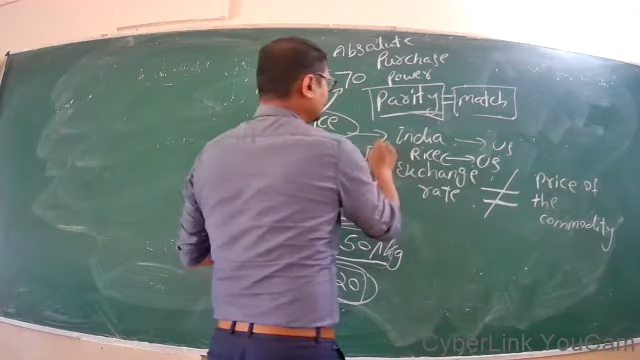 Absolute
Purchase
Power
70
Parity = match
India → US
Rice → US
Exchange
rate ≠ Price of
the
commodity
50/kg
20
CyberLink YouCam